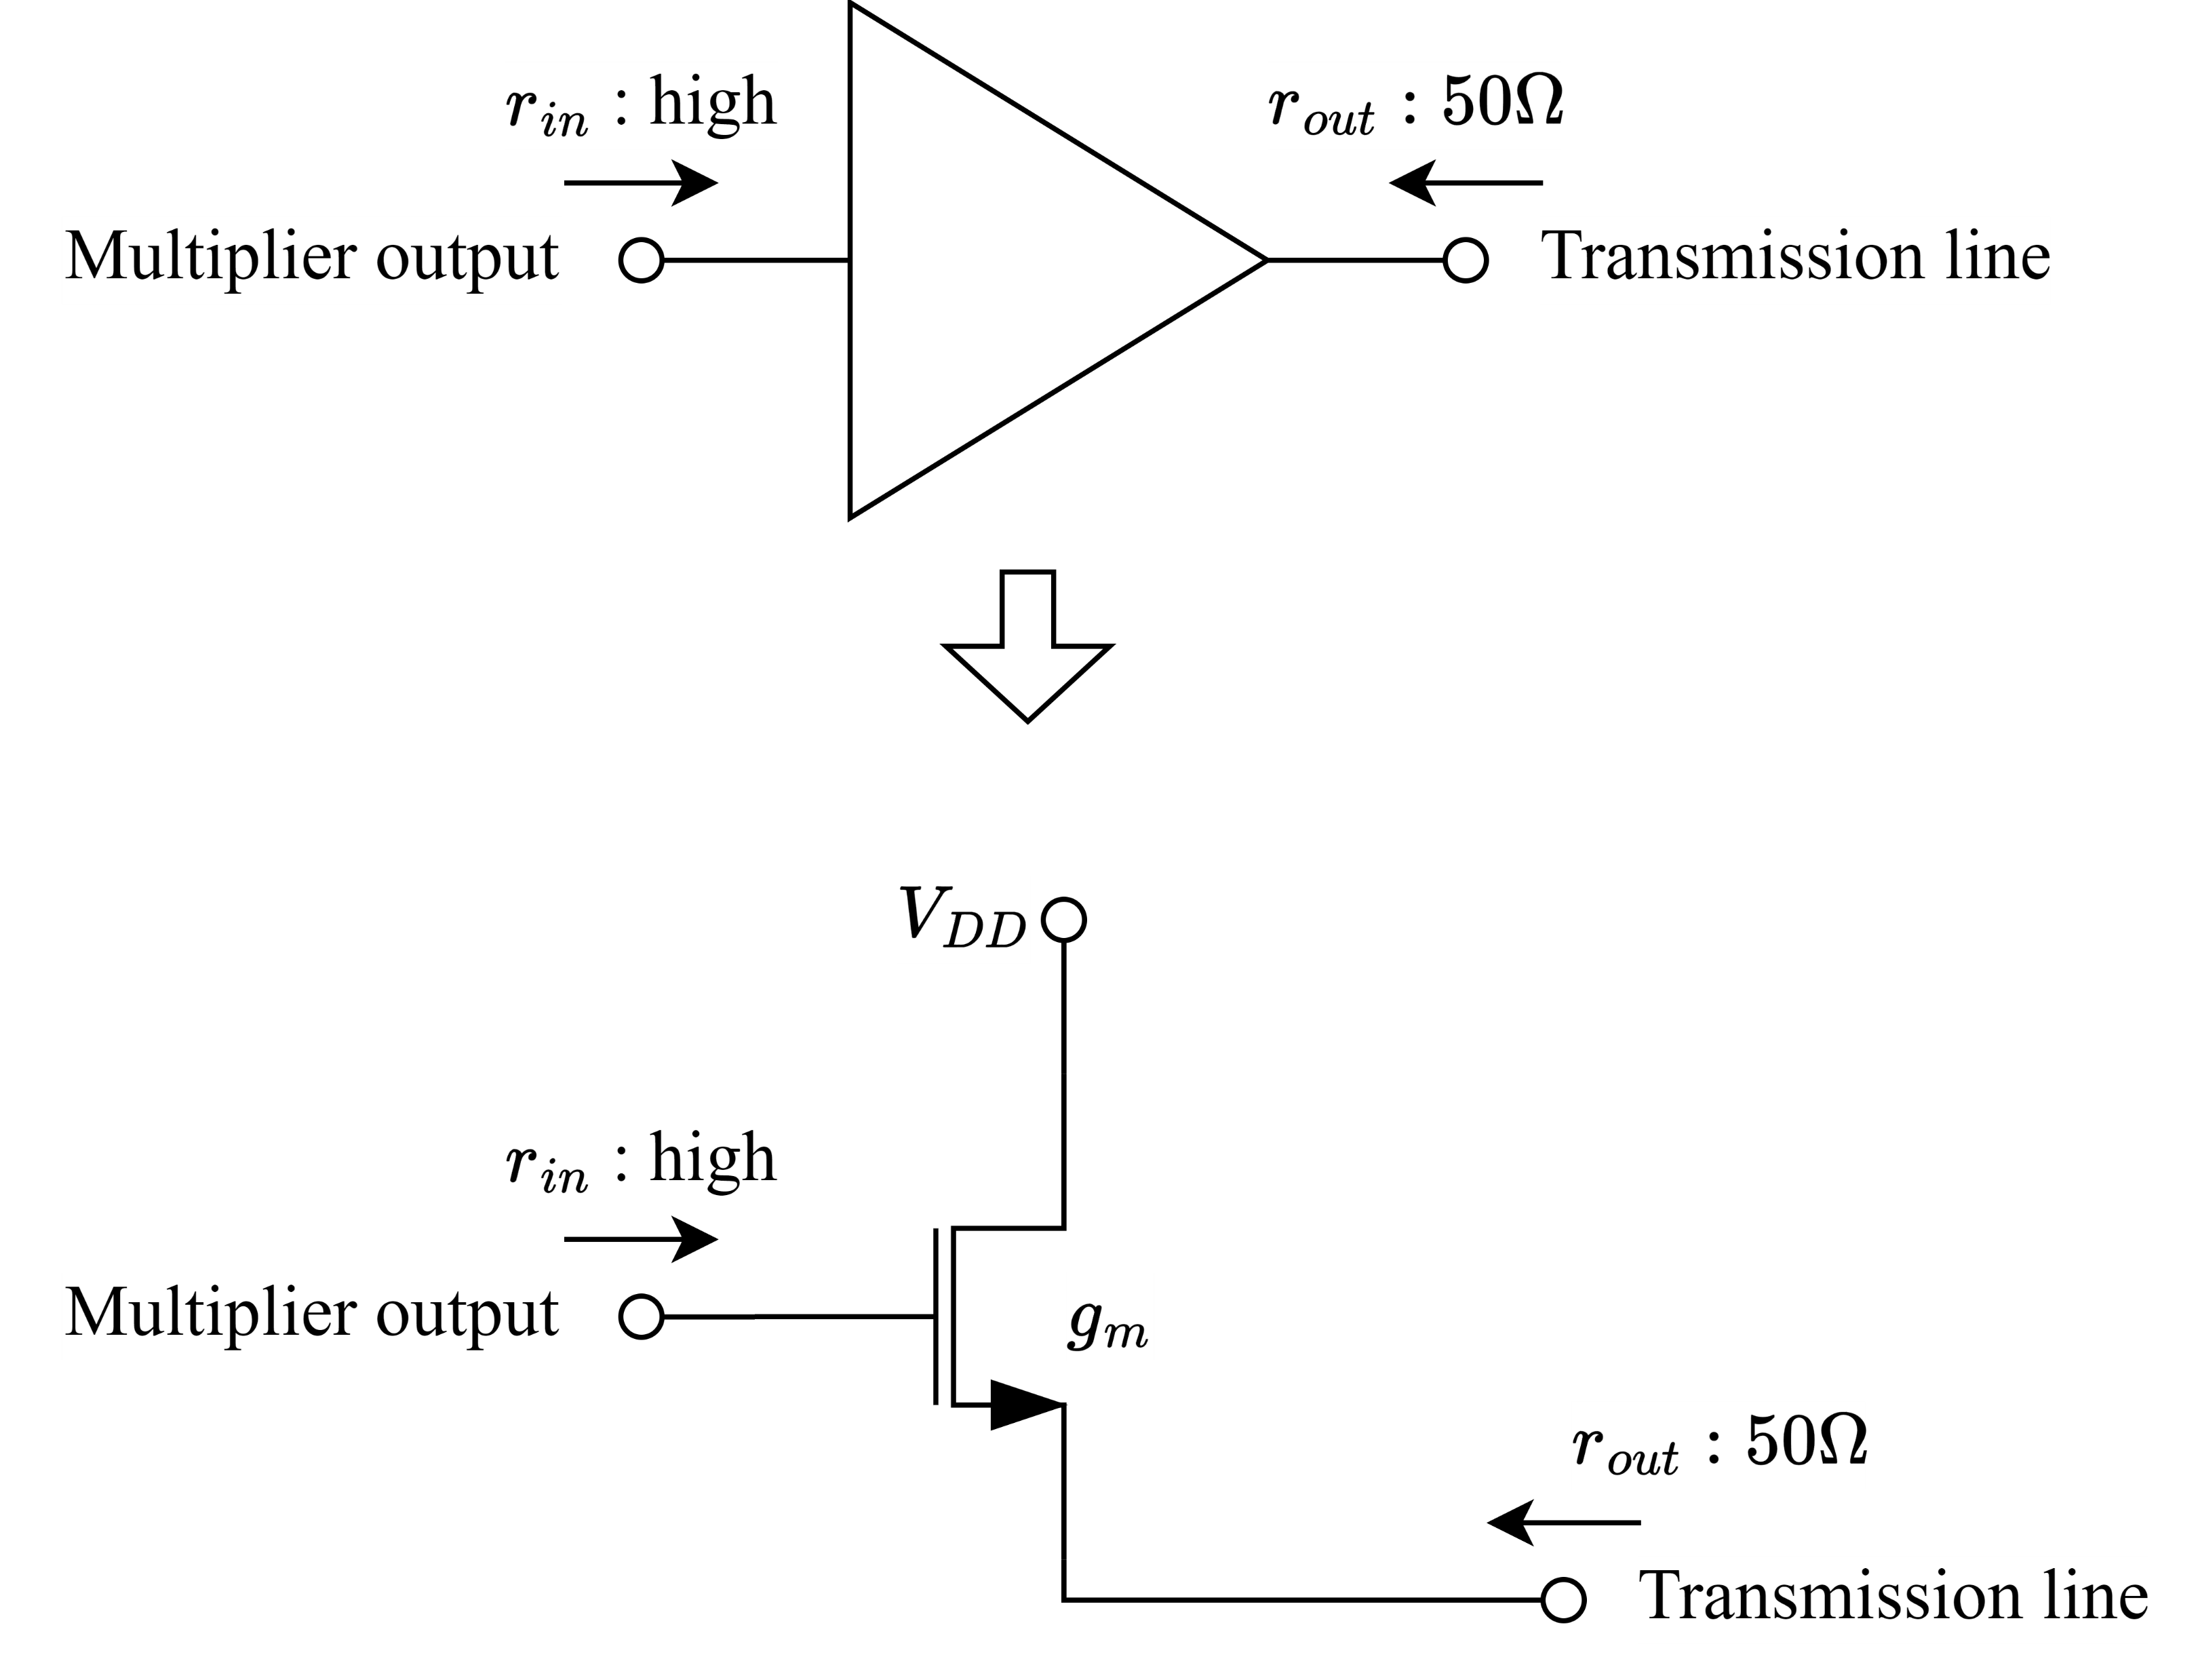 r_in : high
r_out : 50Ω
Multiplier output
Transmission line
V_DD
r_in : high
Multiplier output
g_m
r_out : 50Ω
Transmission line